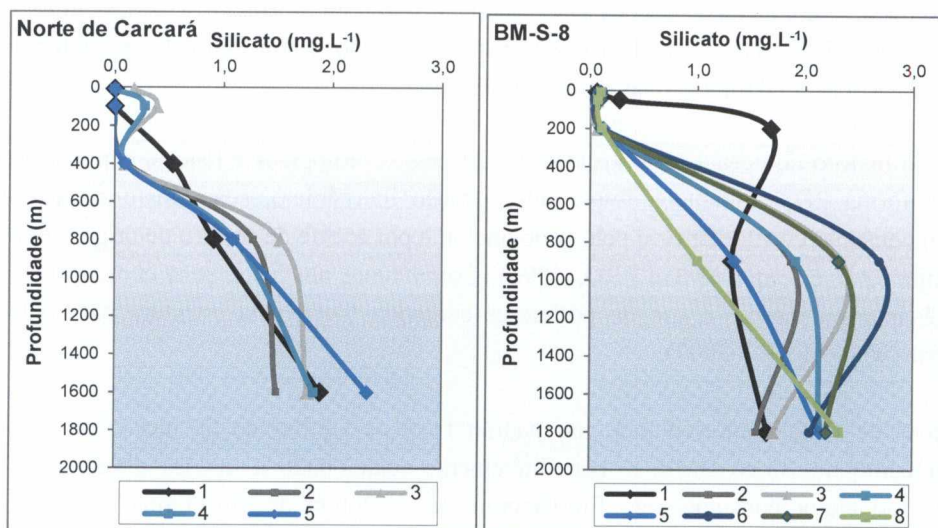 Norte de Carcará
Silicato (mg.L⁻¹)
0,0 1,0 2,0 3,0
Profundidade (m)
0
200
400
600
800
1000
1200
1400
1600
1800
2000
1 2 3
4 5
BM-S-8
Silicato (mg.L⁻¹)
0,0 1,0 2,0 3,0
Profundidade (m)
0
200
400
600
800
1000
1200
1400
1600
1800
2000
1 2 3 4
5 6 7 8